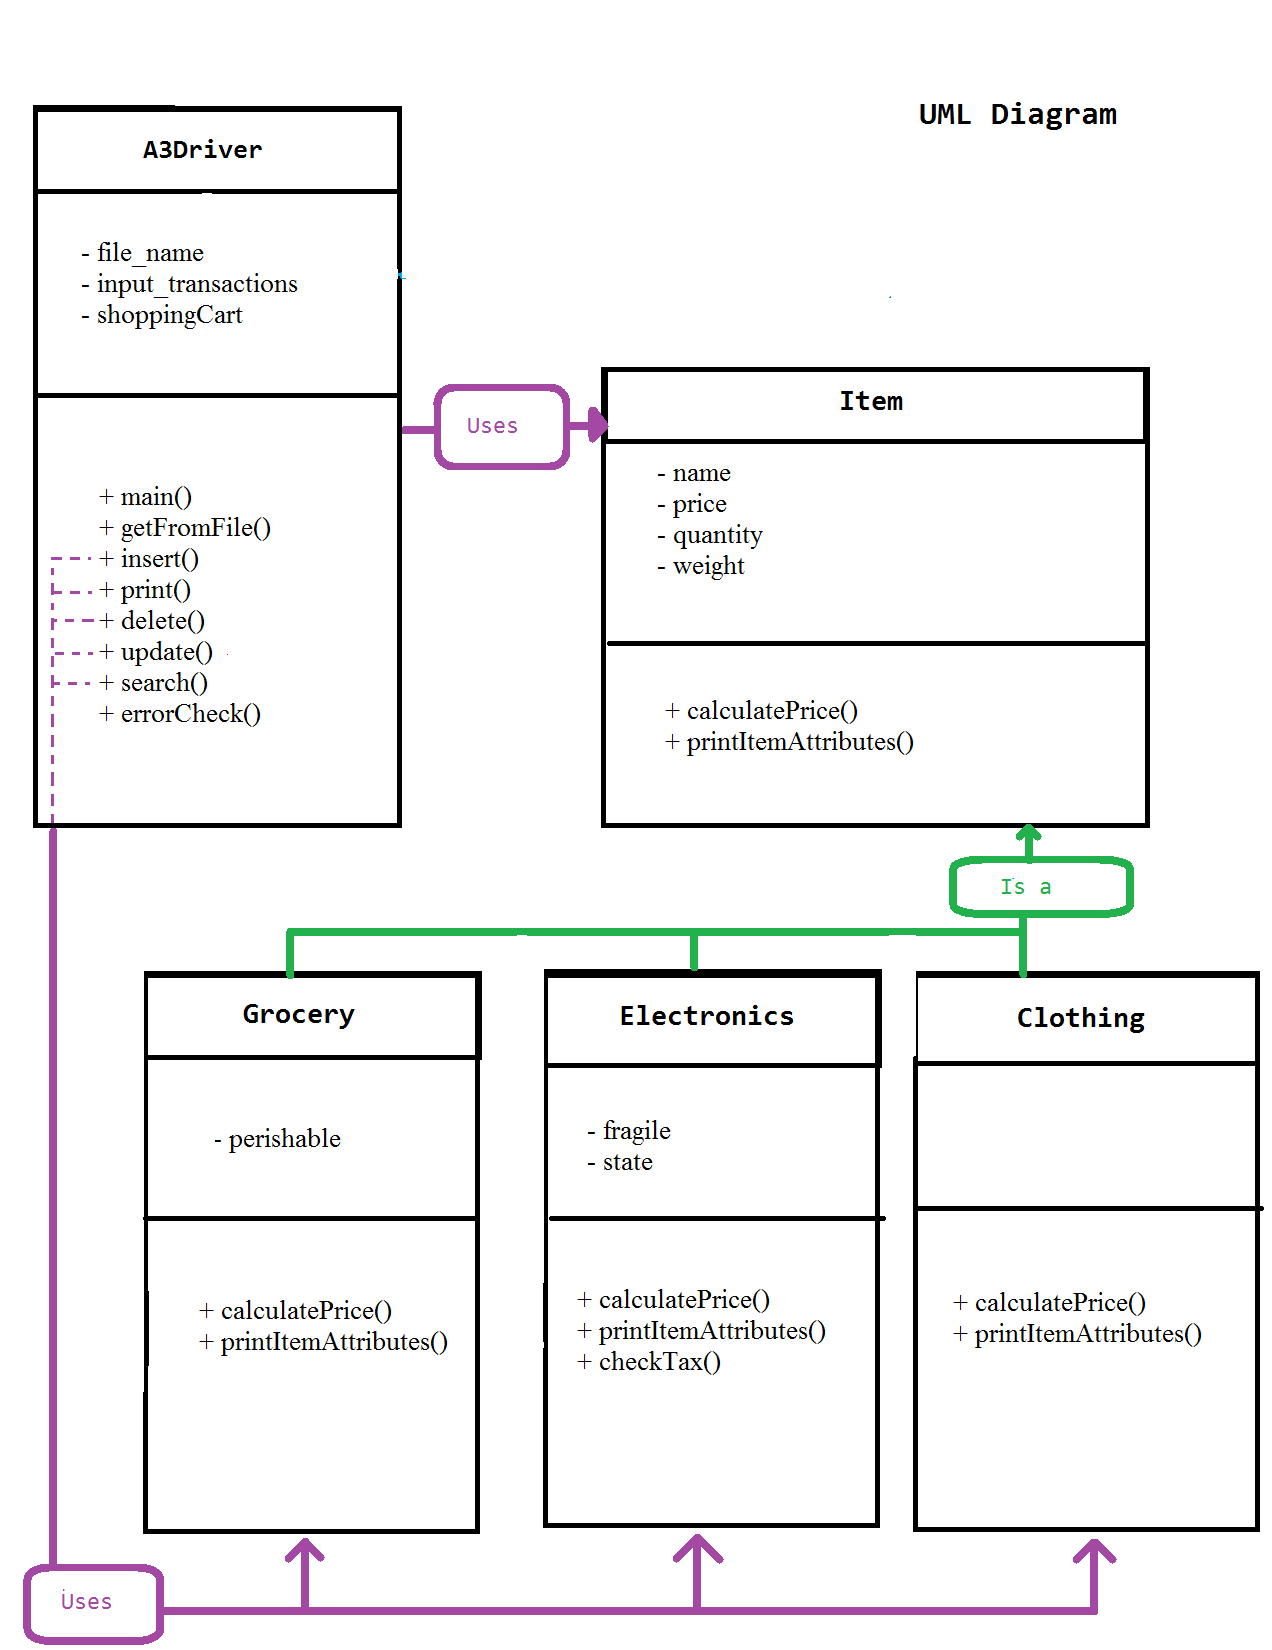 UML Diagram
A3Driver
- file_name
- input_transactions
- shoppingCart
+ main()
+ getFromFile()
+ insert()
+ print()
+ delete()
+ update()
+ search()
+ errorCheck()
Uses
Item
- name
- price
- quantity
- weight
+ calculatePrice()
+ printItemAttributes()
Is a
Grocery
- perishable
+ calculatePrice()
+ printItemAttributes()
Electronics
- fragile
- state
+ calculatePrice()
+ printItemAttributes()
+ checkTax()
Clothing
+ calculatePrice()
+ printItemAttributes()
Uses